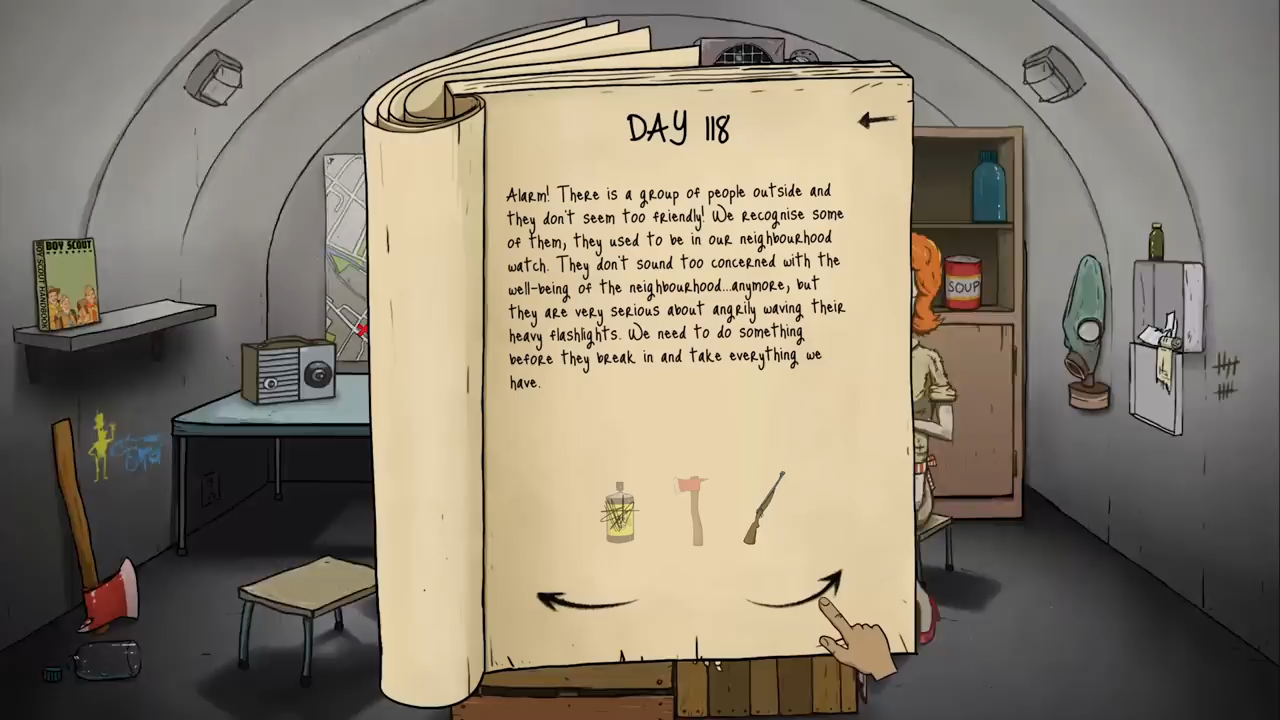 DAY 118
Alarm! There is a group of people outside and
they don't seem too friendly! We recognise some
of them, they used to be in our neighbourhood
watch. They don't sound too concerned with the
well-being of the neighbourhood...anymore, but
they are very serious about angrily waving their
heavy flashlights. We need to do something
before they break in and take everything we
have.
BOY SCOUT
BOY SCOUT HANDBOOK
SOUP